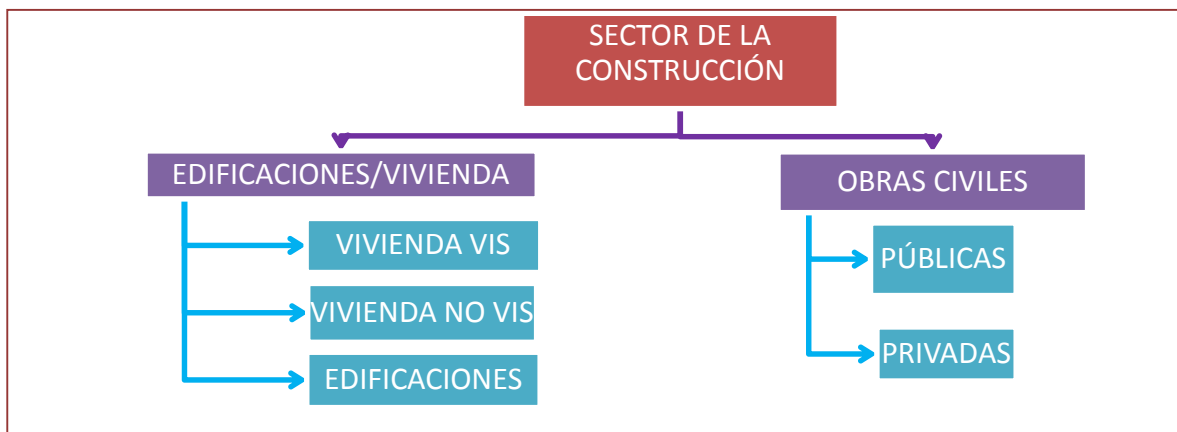 SECTOR DE LA
CONSTRUCCIÓN
EDIFICACIONES/VIVIENDA
VIVIENDA VIS
VIVIENDA NO VIS
EDIFICACIONES
OBRAS CIVILES
PÚBLICAS
PRIVADAS